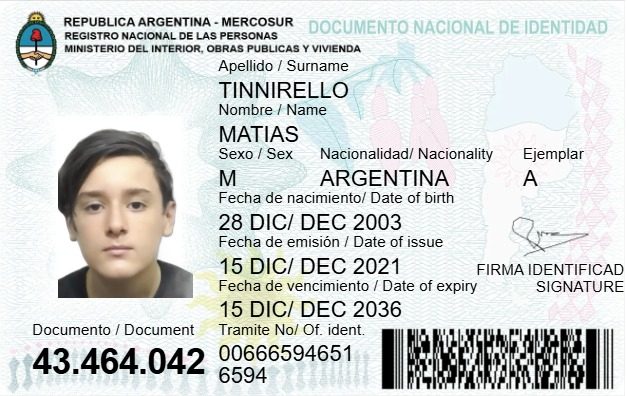 REPUBLICA ARGENTINA - MERCOSUR
REGISTRO NACIONAL DE LAS PERSONAS
MINISTERIO DEL INTERIOR, OBRAS PUBLICAS Y VIVIENDA
DOCUMENTO NACIONAL DE IDENTIDAD
Apellido / Surname
TINNIRELLO
Nombre / Name
MATIAS
Sexo / Sex Nacionalidad/ Nacionality Ejemplar
M ARGENTINA A
Fecha de nacimiento/ Date of birth
28 DIC/ DEC 2003
Fecha de emisión / Date of issue
15 DIC/ DEC 2021
Fecha de vencimiento / Date of expiry
15 DIC/ DEC 2036
FIRMA IDENTIFICAD
SIGNATURE
Documento / Document
43.464.042
Tramite No/ Of. ident.
00666594651
6594